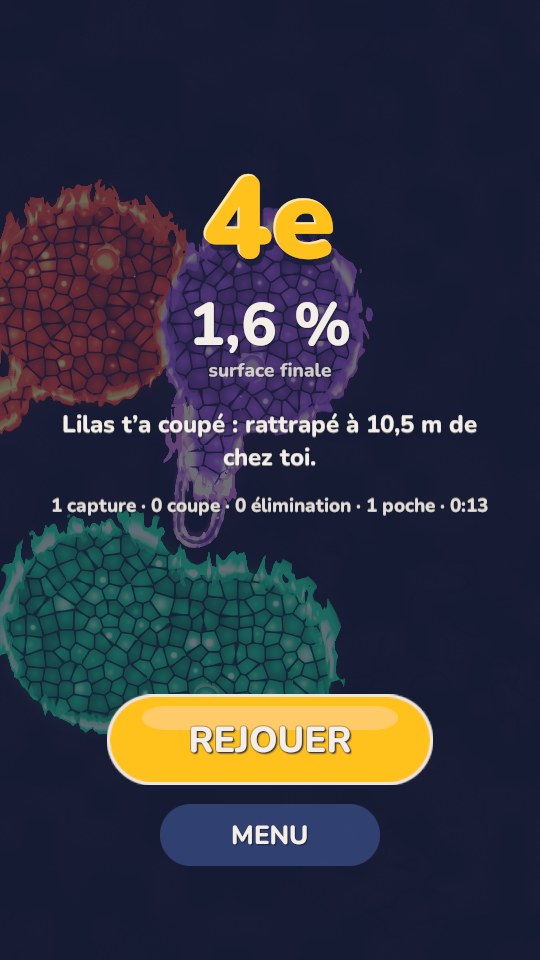 4e
1,6 %
surface finale
Lilas t’a coupé : rattrapé à 10,5 m de
chez toi.
1 capture · 0 coupe · 0 élimination · 1 poche · 0:13
REJOUER
MENU